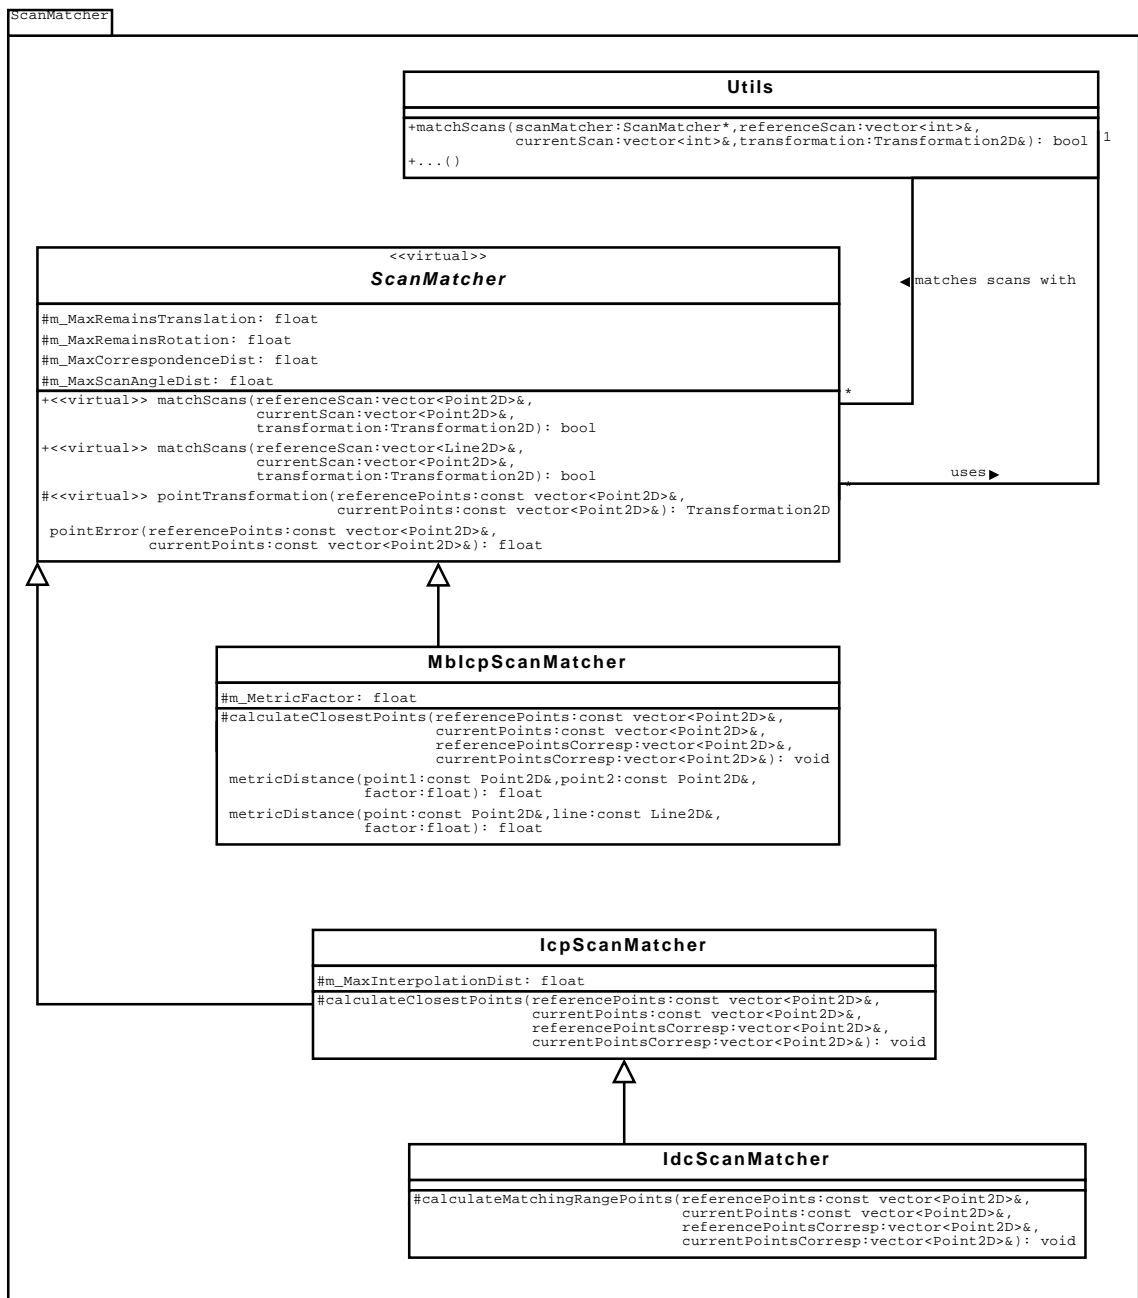 ScanMatcher
Utils
+matchScans(scanMatcher:ScanMatcher*,referenceScan:vector<int>&,
currentScan:vector<int>&,transformation:Transformation2D&): bool
1
+...()
<<virtual>>
ScanMatcher
matches scans with
#m_MaxRemainsTranslation: float
#m_MaxRemainsRotation: float
#m_MaxCorrespondenceDist: float
#m_MaxScanAngleDist: float
*
+<<virtual>> matchScans(referenceScan:vector<Point2D>&,
currentScan:vector<Point2D>&,
transformation:Transformation2D): bool
+<<virtual>> matchScans(referenceScan:vector<Line2D>&,
currentScan:vector<Point2D>&,
transformation:Transformation2D): bool
uses
*
#<<virtual>> pointTransformation(referencePoints:const vector<Point2D>&,
currentPoints:const vector<Point2D>&): Transformation2D
pointError(referencePoints:const vector<Point2D>&,
currentPoints:const vector<Point2D>&): float
MbIcpScanMatcher
#m_MetricFactor: float
#calculateClosestPoints(referencePoints:const vector<Point2D>&,
currentPoints:const vector<Point2D>&,
referencePointsCorresp:vector<Point2D>&,
currentPointsCorresp:vector<Point2D>&): void
metricDistance(point1:const Point2D&,point2:const Point2D&,
factor:float): float
metricDistance(point:const Point2D&,line:const Line2D&,
factor:float): float
IcpScanMatcher
#m_MaxInterpolationDist: float
#calculateClosestPoints(referencePoints:const vector<Point2D>&,
currentPoints:const vector<Point2D>&,
referencePointsCorresp:vector<Point2D>&,
currentPointsCorresp:vector<Point2D>&): void
IdcScanMatcher
#calculateMatchingRangePoints(referencePoints:const vector<Point2D>&,
currentPoints:const vector<Point2D>&,
referencePointsCorresp:vector<Point2D>&,
currentPointsCorresp:vector<Point2D>&): void